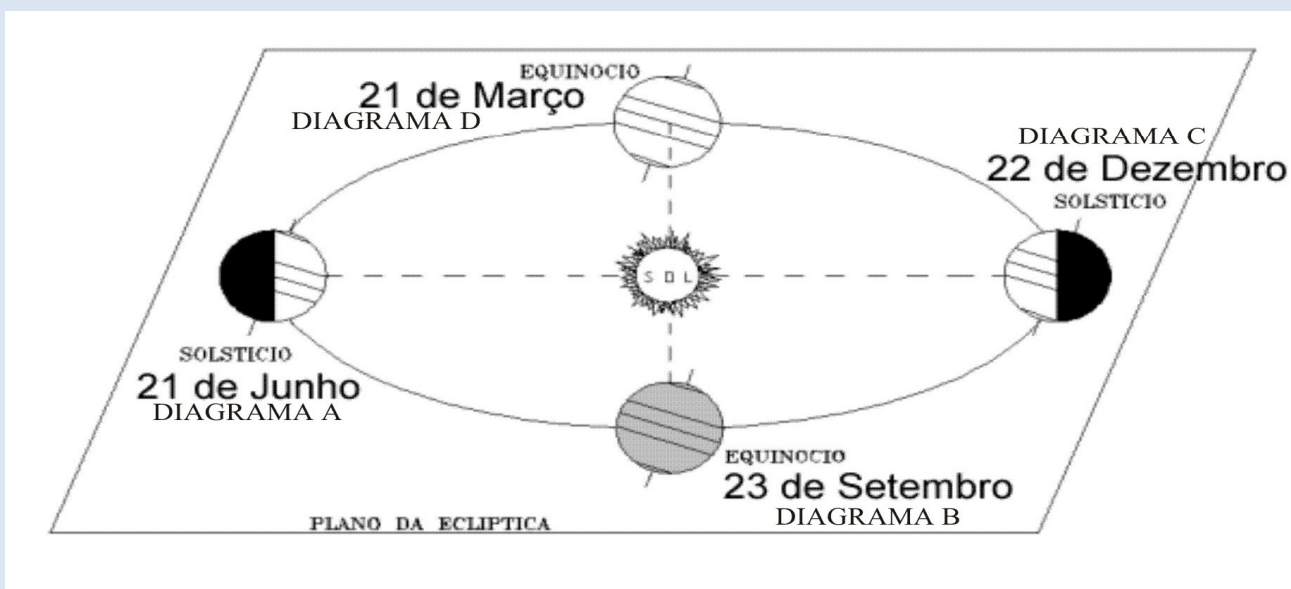 EQUINOCIO
21 de Março
DIAGRAMA D
DIAGRAMA C
22 de Dezembro
SOLSTICIO
SOL
SOLSTICIO
21 de Junho
DIAGRAMA A
EQUINOCIO
23 de Setembro
DIAGRAMA B
PLANO DA ECLIPTICA